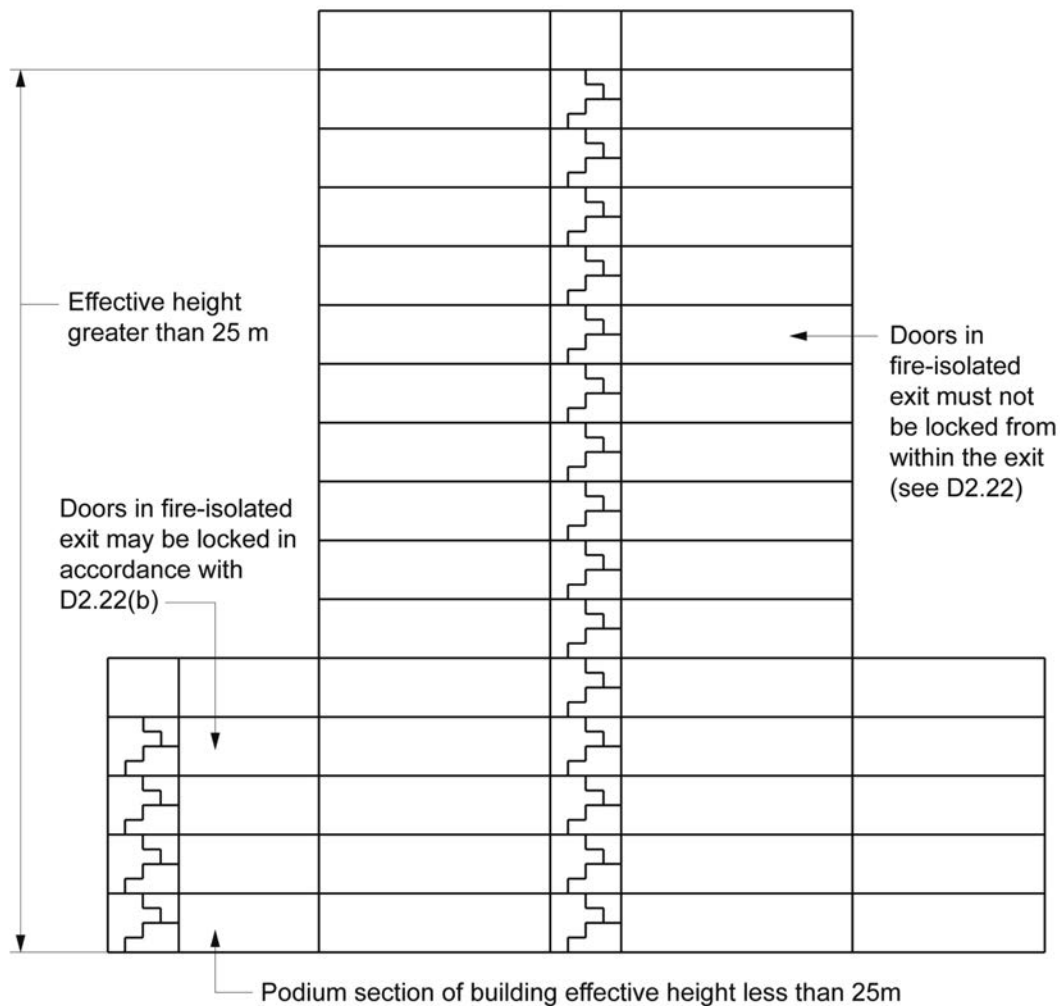 Effective height
greater than 25 m
Doors in
fire-isolated
exit must not
be locked from
within the exit
(see D2.22)
Doors in fire-isolated
exit may be locked in
accordance with
D2.22(b)
Podium section of building effective height less than 25m